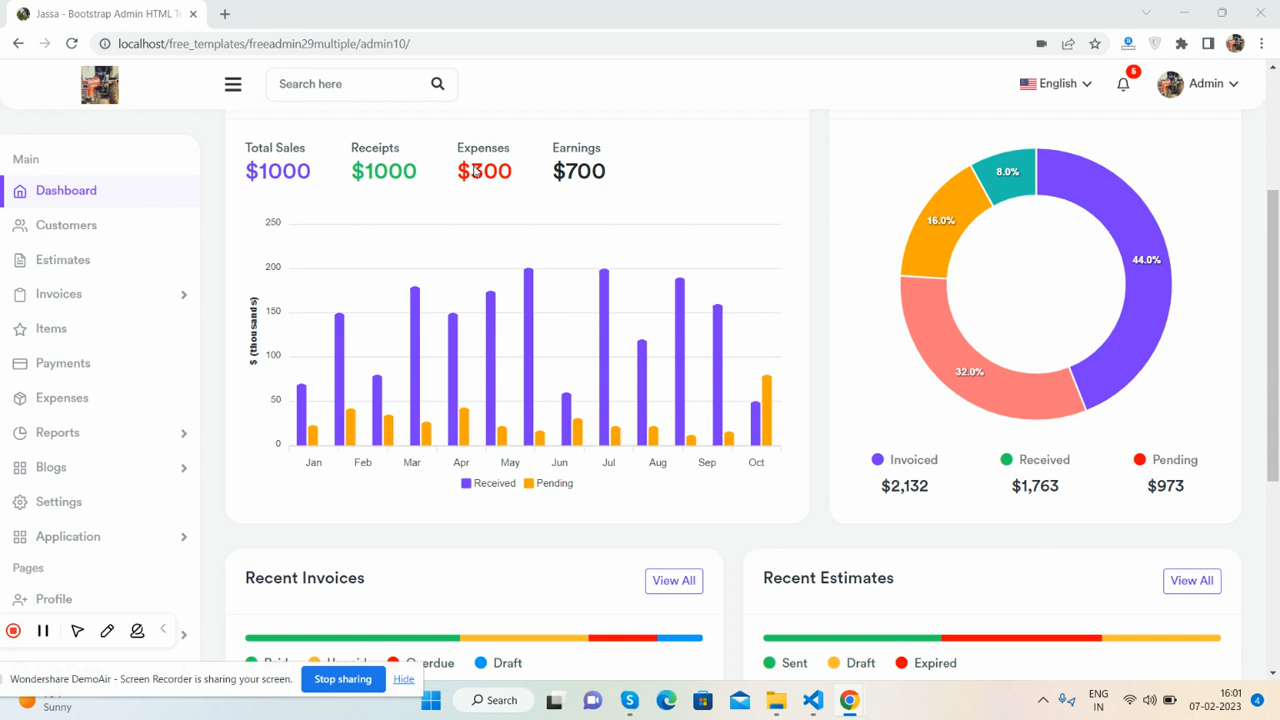 Jassa - Bootstrap Admin HTML T
localhost/free_templates/freeadmin29multiple/admin10/
Search here
English
5
Admin
Main
Dashboard
Customers
Estimates
Invoices
Items
Payments
Expenses
Reports
Blogs
Settings
Application
Pages
Profile
Total Sales Receipts Expenses Earnings
$1000 $1000 $300 $700
$ (thousands)
250
200
150
100
50
0
Jan Feb Mar Apr May Jun Jul Aug Sep Oct
Received Pending
8.0%
16.0%
44.0%
32.0%
Invoiced Received Pending
$2,132 $1,763 $973
Recent Invoices View All
Overdue Draft
Recent Estimates View All
Sent Draft Expired
Wondershare DemoAir - Screen Recorder is sharing your screen. Stop sharing Hide
Sunny
Search
ENG
IN
16:01
07-02-2023
4